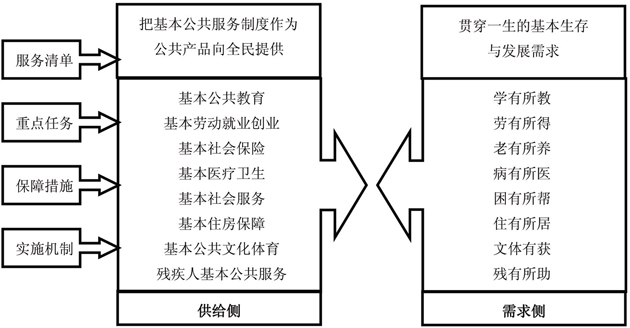 服务清单
重点任务
保障措施
实施机制
把基本公共服务制度作为
公共产品向全民提供
基本公共教育
基本劳动就业创业
基本社会保险
基本医疗卫生
基本社会服务
基本住房保障
基本公共文化体育
残疾人基本公共服务
供给侧
贯穿一生的基本生存
与发展需求
学有所教
劳有所得
老有所养
病有所医
困有所帮
住有所居
文体有获
残有所助
需求侧